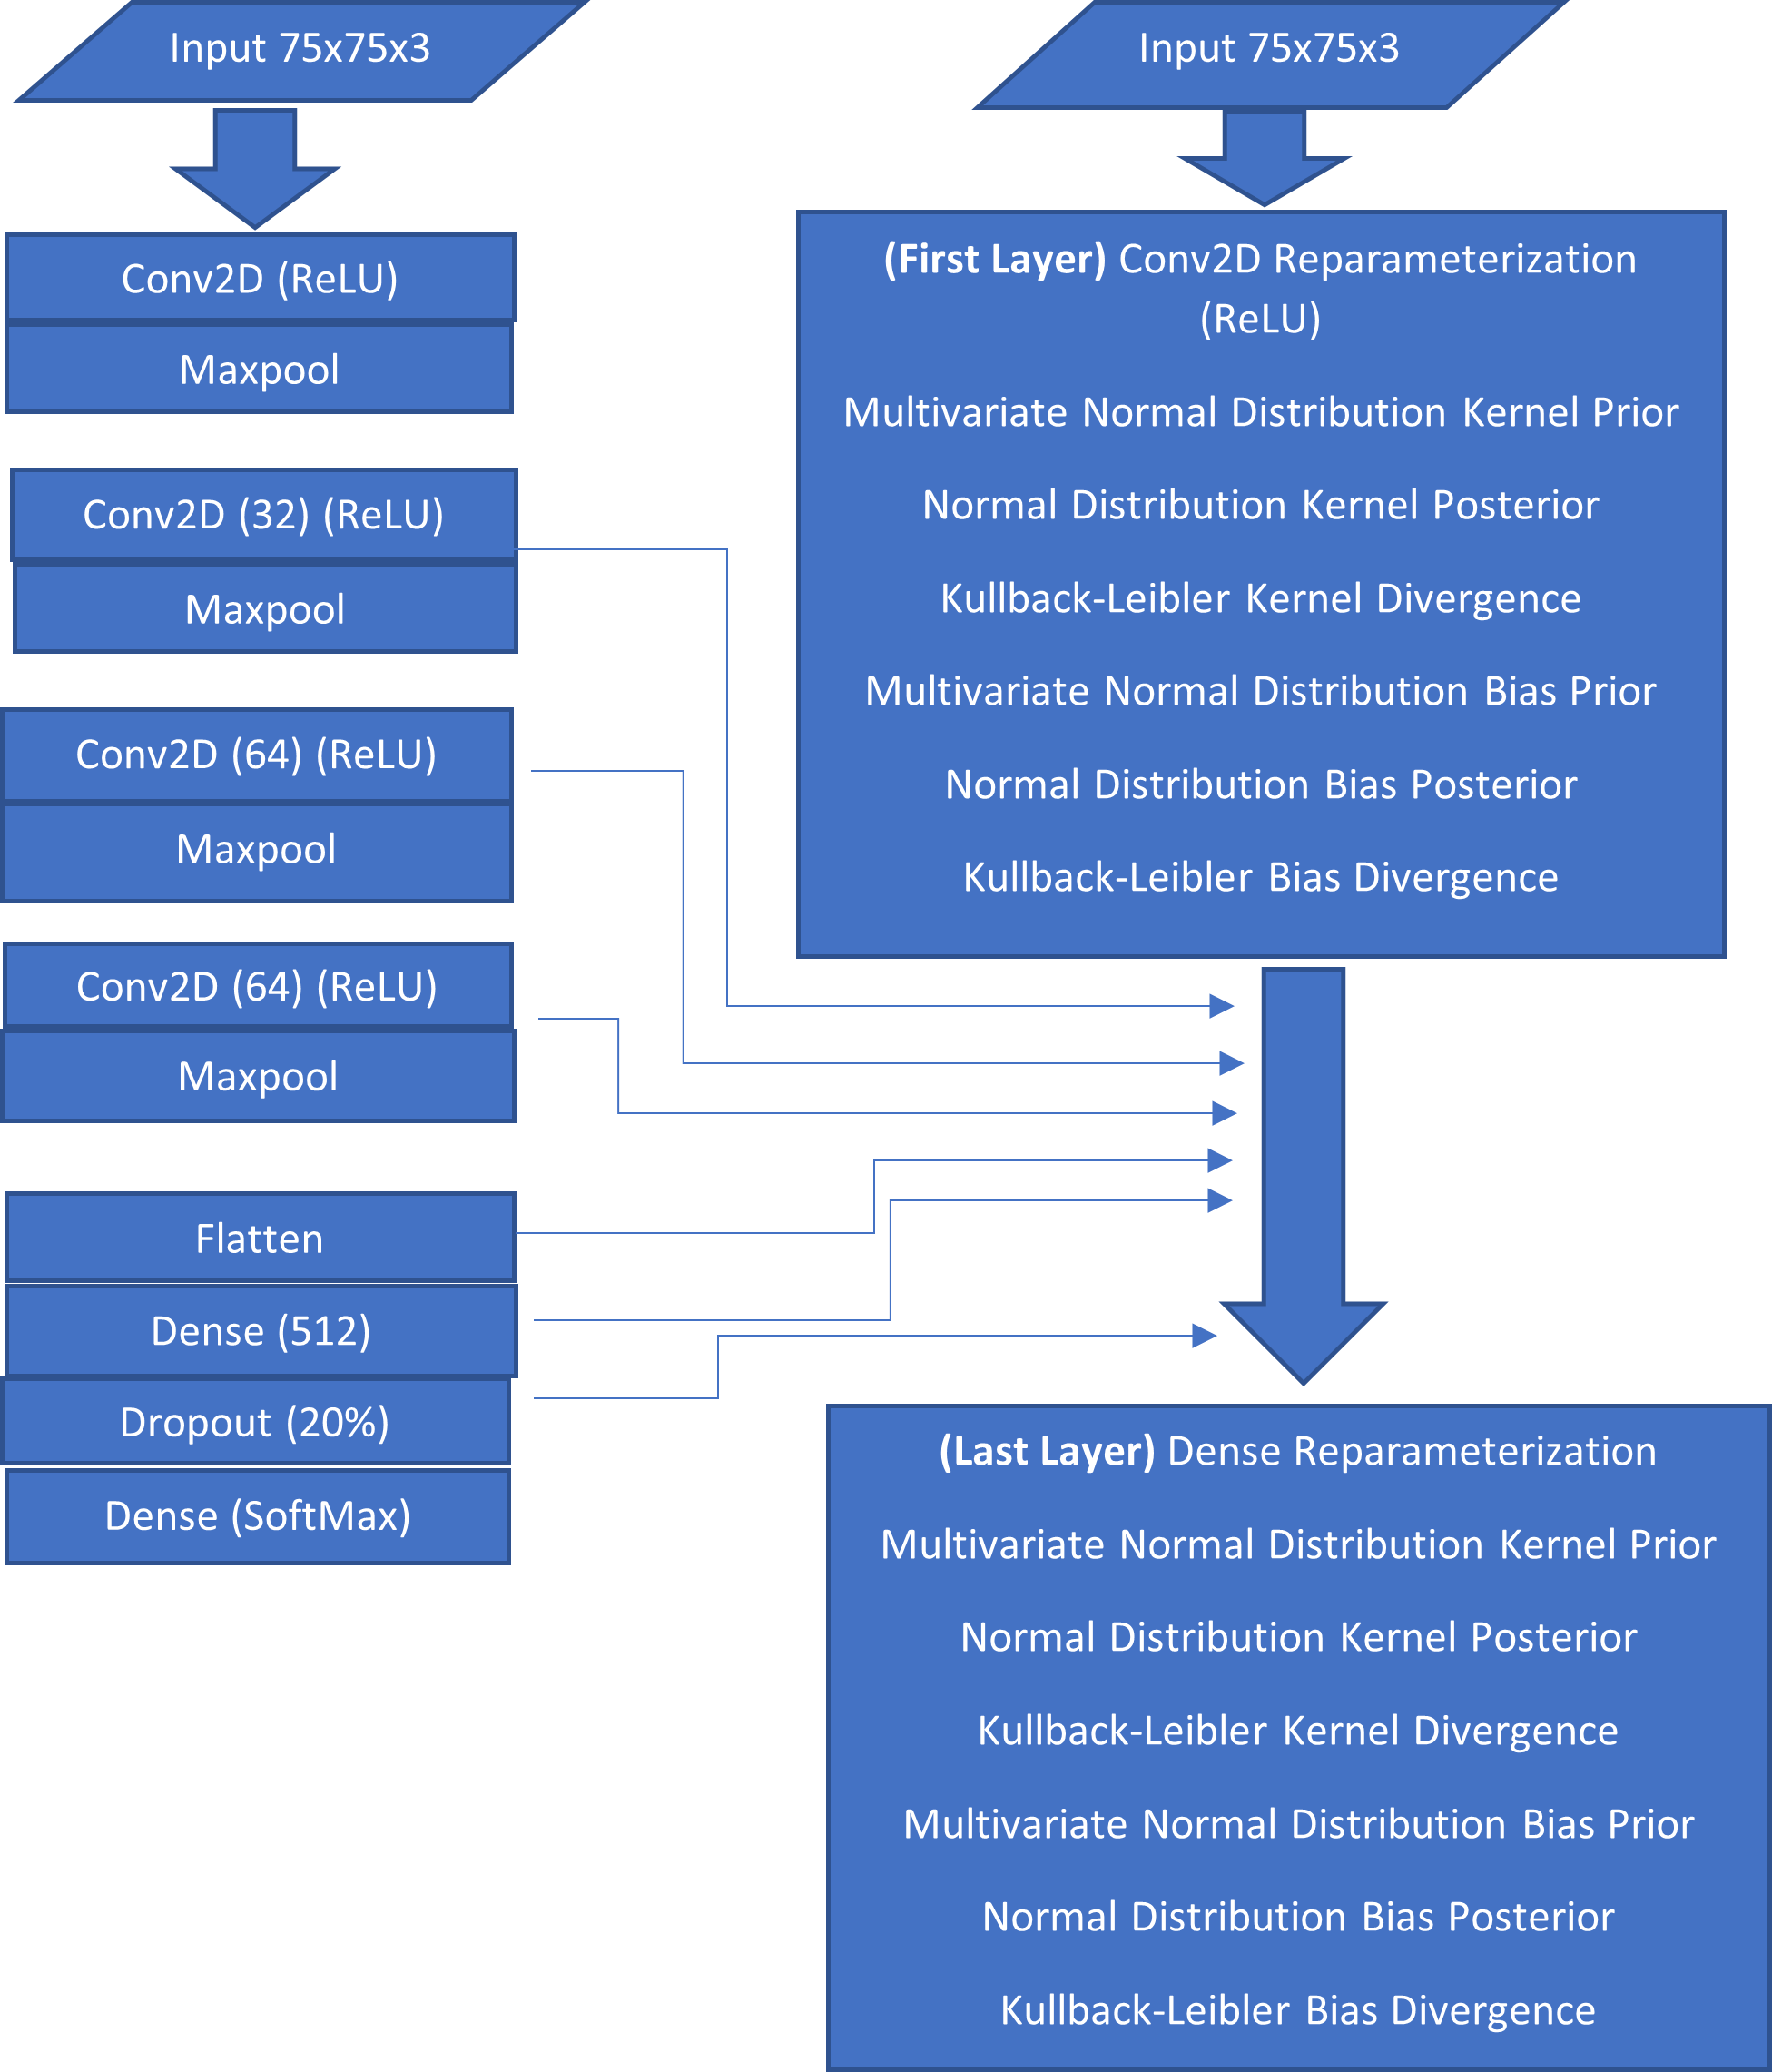 Input 75x75x3
Conv2D (ReLU)
Maxpool
Conv2D (32) (ReLU)
Maxpool
Conv2D (64) (ReLU)
Maxpool
Conv2D (64) (ReLU)
Maxpool
Flatten
Dense (512)
Dropout (20%)
Dense (SoftMax)
Input 75x75x3
(First Layer) Conv2D Reparameterization
(ReLU)
Multivariate Normal Distribution Kernel Prior
Normal Distribution Kernel Posterior
Kullback-Leibler Kernel Divergence
Multivariate Normal Distribution Bias Prior
Normal Distribution Bias Posterior
Kullback-Leibler Bias Divergence
(Last Layer) Dense Reparameterization
Multivariate Normal Distribution Kernel Prior
Normal Distribution Kernel Posterior
Kullback-Leibler Kernel Divergence
Multivariate Normal Distribution Bias Prior
Normal Distribution Bias Posterior
Kullback-Leibler Bias Divergence